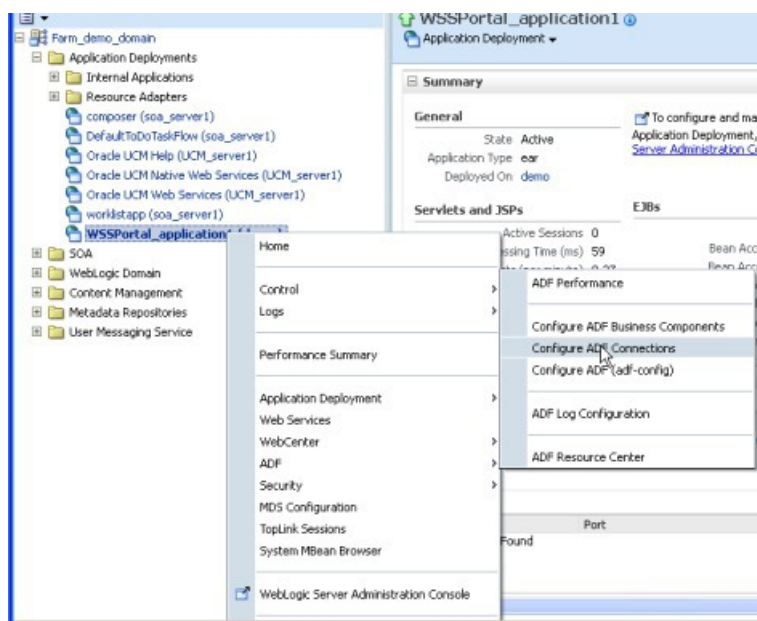 Farm_demo_domain
Application Deployments
Internal Applications
Resource Adapters
composer (soa_server1)
DefaultToDoTaskFlow (soa_server1)
Oracle UCM Help (UCM_server1)
Oracle UCM Native Web Services (UCM_server1)
Oracle UCM Web Services (UCM_server1)
worklistapp (soa_server1)
WSSPortal_application1
SOA
WebLogic Domain
Content Management
Metadata Repositories
User Messaging Service
WSSPortal_application1
Application Deployment
Summary
General
State Active
Application Type ear
Deployed On demo
To configure and ma
Application Deployment,
Server Administration Co
Servlets and JSPs
EJBs
Active Sessions 0
essing Time (ms) 59
Bean Acc
Bean Acc
Home
Control
Logs
Performance Summary
Application Deployment
Web Services
WebCenter
ADF
Security
MDS Configuration
TopLink Sessions
System MBean Browser
WebLogic Server Administration Console
ADF Performance
Configure ADF Business Components
Configure ADF Connections
Configure ADF (adf-config)
ADF Log Configuration
ADF Resource Center
Port
Found